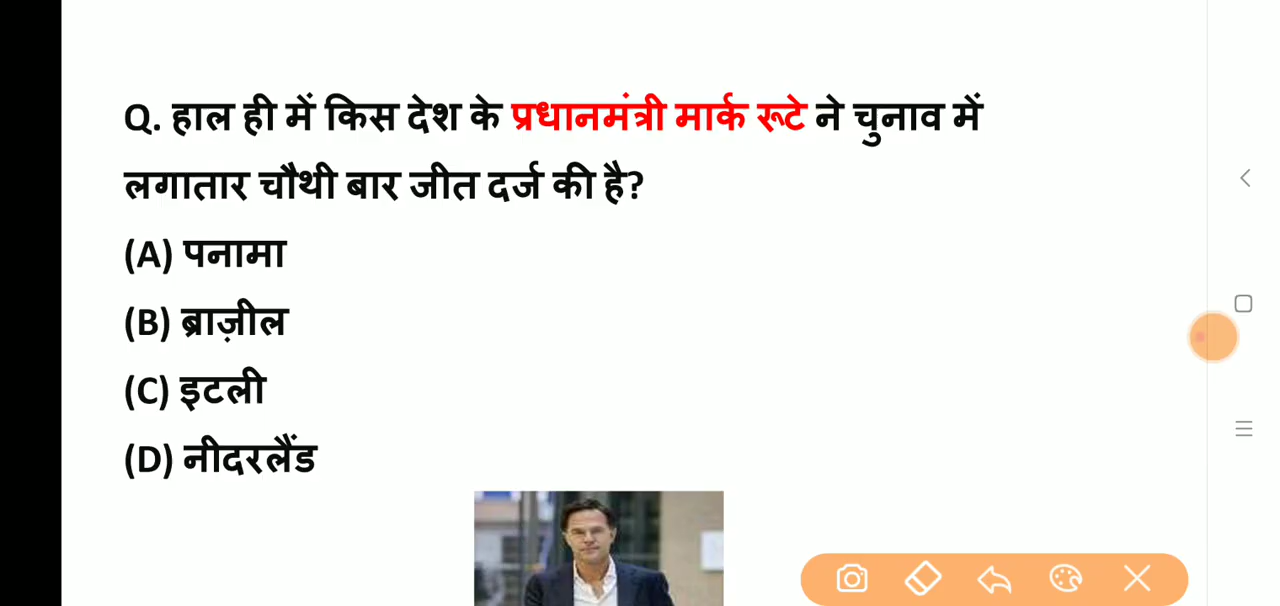 Q. हाल ही में किस देश के प्रधानमंत्री मार्क रूटे ने चुनाव में
लगातार चौथी बार जीत दर्ज की है?
(A) पनामा
(B) ब्राज़ील
(C) इटली
(D) नीदरलैंड